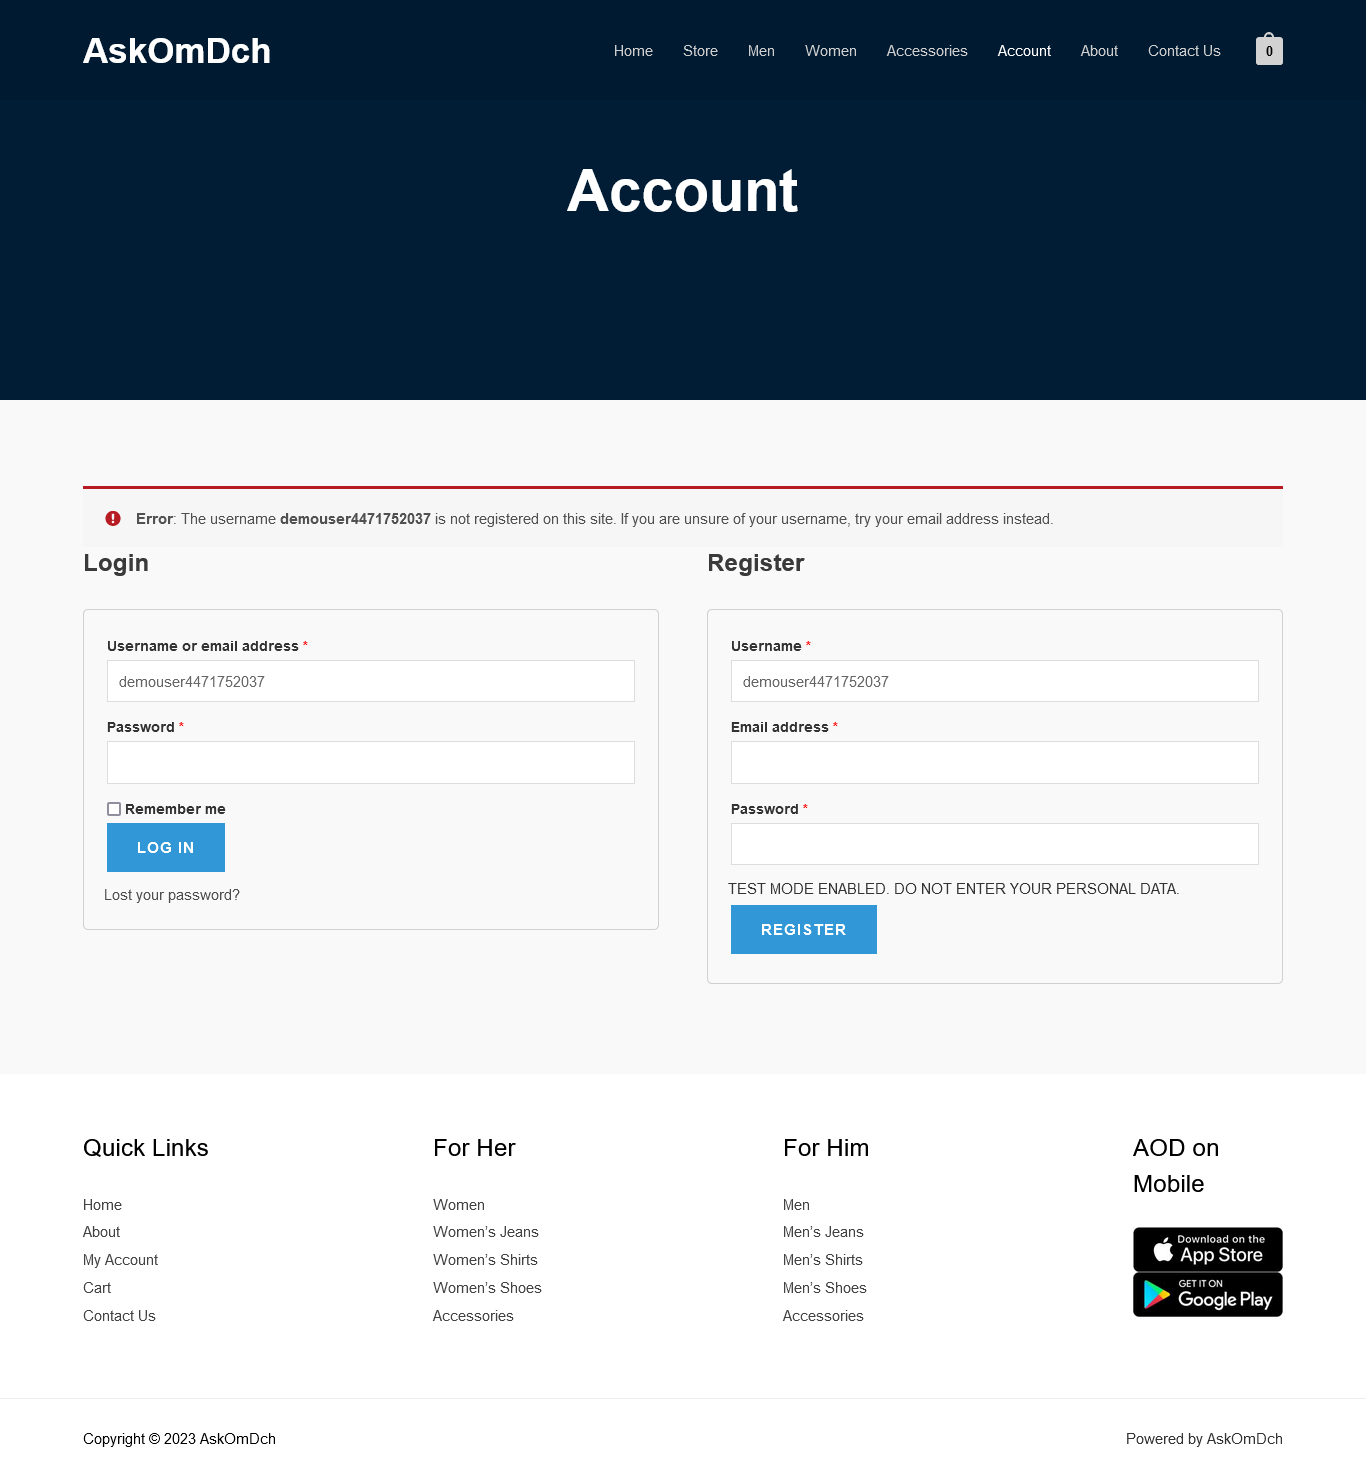 AskOmDch
Home Store Men Women Accessories Account About Contact Us 0
Account
Error: The username demouser4471752037 is not registered on this site. If you are unsure of your username, try your email address instead.
Login
Username or email address *
demouser4471752037
Password *
Remember me
LOG IN
Lost your password?
Register
Username *
demouser4471752037
Email address *
Password *
TEST MODE ENABLED. DO NOT ENTER YOUR PERSONAL DATA.
REGISTER
Quick Links
Home
About
My Account
Cart
Contact Us
For Her
Women
Women’s Jeans
Women’s Shirts
Women’s Shoes
Accessories
For Him
Men
Men’s Jeans
Men’s Shirts
Men’s Shoes
Accessories
AOD on
Mobile
Download on the
App Store
GET IT ON
Google Play
Copyright © 2023 AskOmDch
Powered by AskOmDch